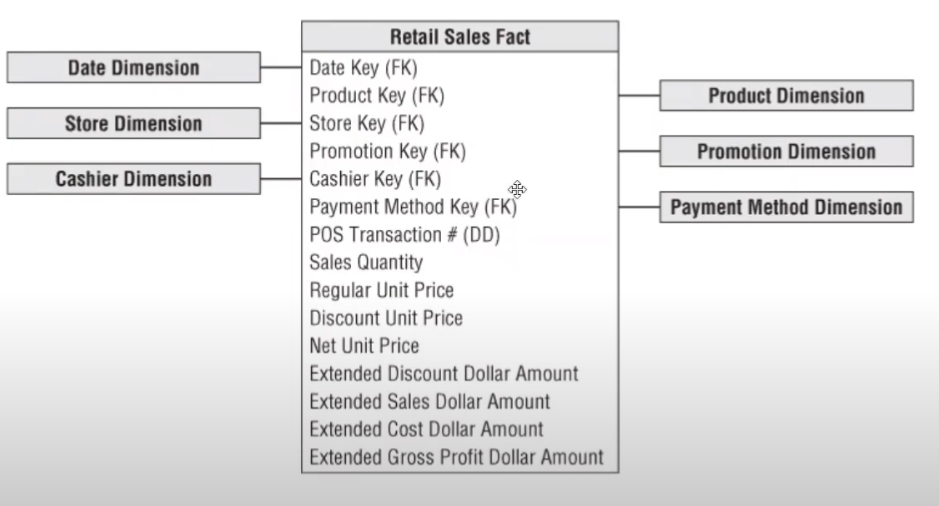 Retail Sales Fact
Date Key (FK)
Product Key (FK)
Store Key (FK)
Promotion Key (FK)
Cashier Key (FK)
Payment Method Key (FK)
POS Transaction # (DD)
Sales Quantity
Regular Unit Price
Discount Unit Price
Net Unit Price
Extended Discount Dollar Amount
Extended Sales Dollar Amount
Extended Cost Dollar Amount
Extended Gross Profit Dollar Amount
Date Dimension
Store Dimension
Cashier Dimension
Product Dimension
Promotion Dimension
Payment Method Dimension